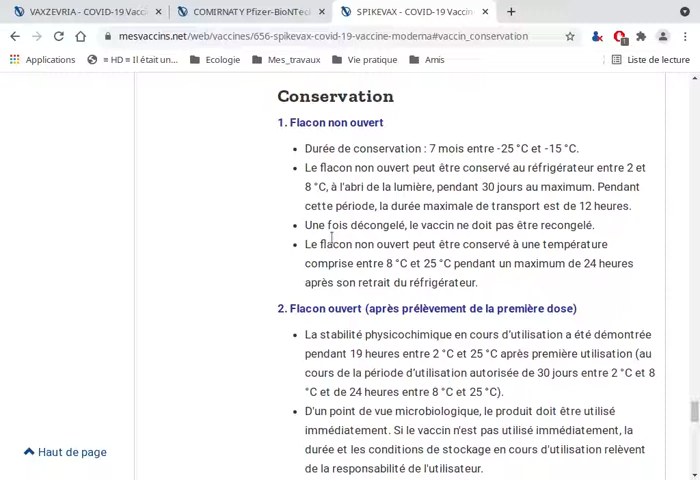 VAXZEVRIA - COVID-19 Vacci
COMIRNATY Pfizer-BioNTec
SPIKEVAX - COVID-19 Vaccin
mesvaccins.net/web/vaccines/656-spikevax-covid-19-vaccine-moderna#vaccin_conservation
Applications
= HD = Il était un...
Ecologie
Mes_travaux
Vie pratique
Amis
Liste de lecture
Conservation
1. Flacon non ouvert
• Durée de conservation : 7 mois entre -25 °C et -15 °C.
• Le flacon non ouvert peut être conservé au réfrigérateur entre 2 et
8 °C, à l'abri de la lumière, pendant 30 jours au maximum. Pendant
cette période, la durée maximale de transport est de 12 heures.
• Une fois décongelé, le vaccin ne doit pas être recongelé.
• Le flacon non ouvert peut être conservé à une température
comprise entre 8 °C et 25 °C pendant un maximum de 24 heures
après son retrait du réfrigérateur.
2. Flacon ouvert (après prélèvement de la première dose)
• La stabilité physicochimique en cours d'utilisation a été démontrée
pendant 19 heures entre 2 °C et 25 °C après première utilisation (au
cours de la période d'utilisation autorisée de 30 jours entre 2 °C et 8
°C et de 24 heures entre 8 °C et 25 °C).
• D'un point de vue microbiologique, le produit doit être utilisé
immédiatement. Si le vaccin n'est pas utilisé immédiatement, la
durée et les conditions de stockage en cours d'utilisation relèvent
de la responsabilité de l'utilisateur.
Haut de page